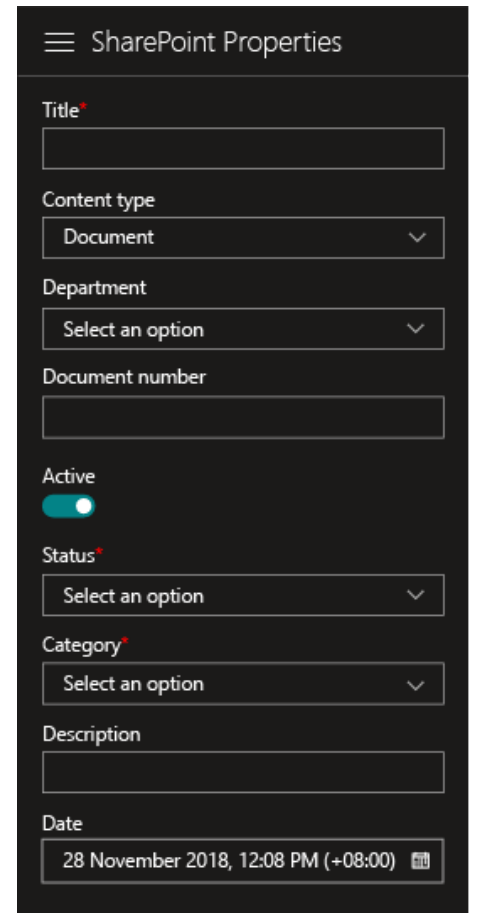 SharePoint Properties
Title*
Content type
Document
Department
Select an option
Document number
Active
Status*
Select an option
Category*
Select an option
Description
Date
28 November 2018, 12:08 PM (+08:00)